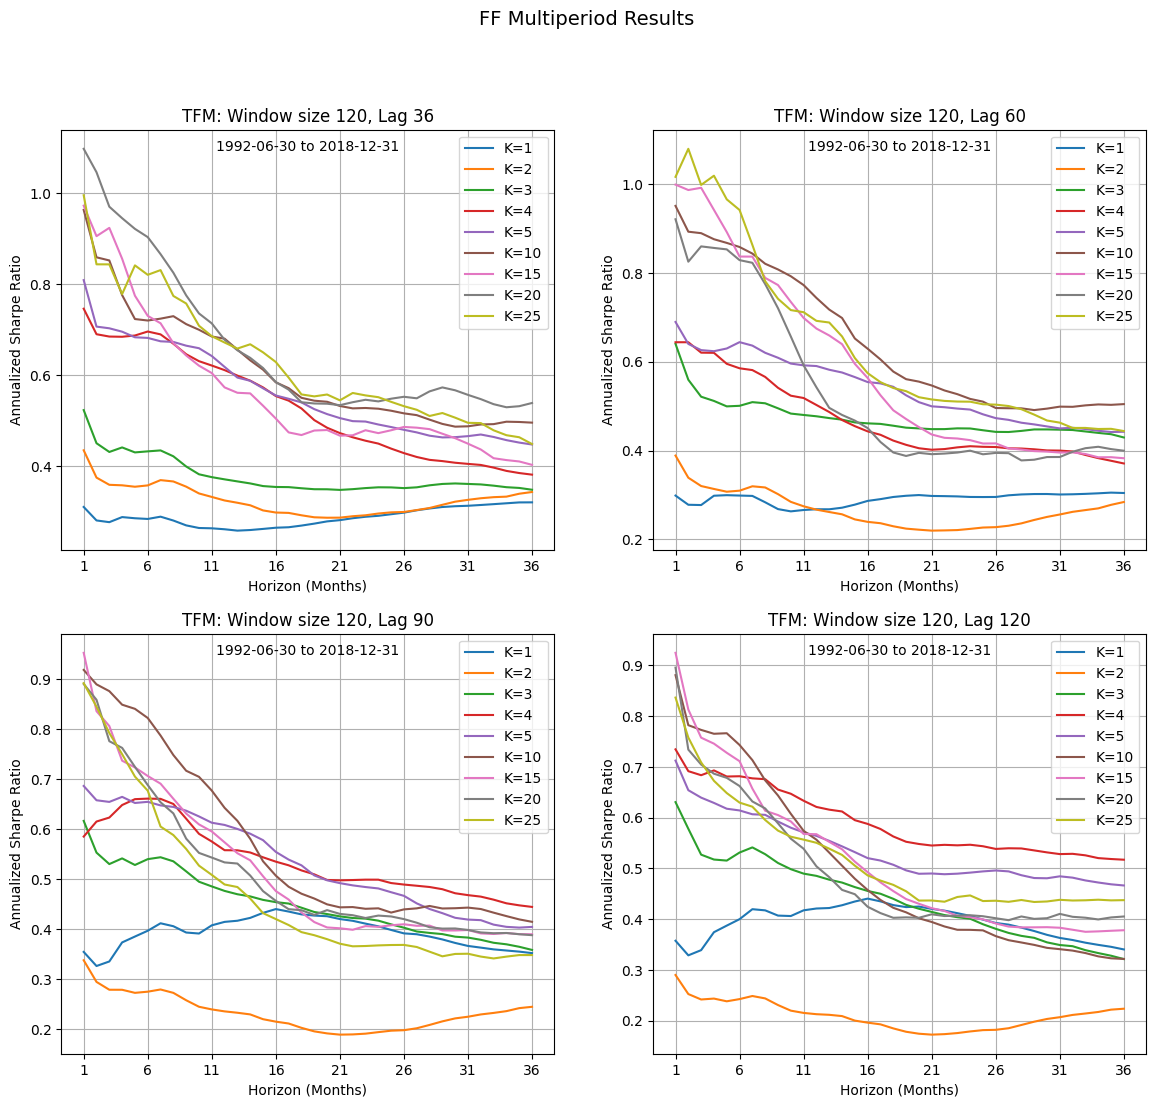 FF Multiperiod Results
TFM: Window size 120, Lag 36
1992-06-30 to 2018-12-31
K=1
K=2
K=3
K=4
K=5
K=10
K=15
K=20
K=25
1.0
0.8
0.6
0.4
Annualized Sharpe Ratio
1 6 11 16 21 26 31 36
Horizon (Months)
TFM: Window size 120, Lag 60
1992-06-30 to 2018-12-31
K=1
K=2
K=3
K=4
K=5
K=10
K=15
K=20
K=25
1.0
0.8
0.6
0.4
0.2
Annualized Sharpe Ratio
1 6 11 16 21 26 31 36
Horizon (Months)
TFM: Window size 120, Lag 90
1992-06-30 to 2018-12-31
K=1
K=2
K=3
K=4
K=5
K=10
K=15
K=20
K=25
0.9
0.8
0.7
0.6
0.5
0.4
0.3
0.2
Annualized Sharpe Ratio
1 6 11 16 21 26 31 36
Horizon (Months)
TFM: Window size 120, Lag 120
1992-06-30 to 2018-12-31
K=1
K=2
K=3
K=4
K=5
K=10
K=15
K=20
K=25
0.9
0.8
0.7
0.6
0.5
0.4
0.3
0.2
Annualized Sharpe Ratio
1 6 11 16 21 26 31 36
Horizon (Months)